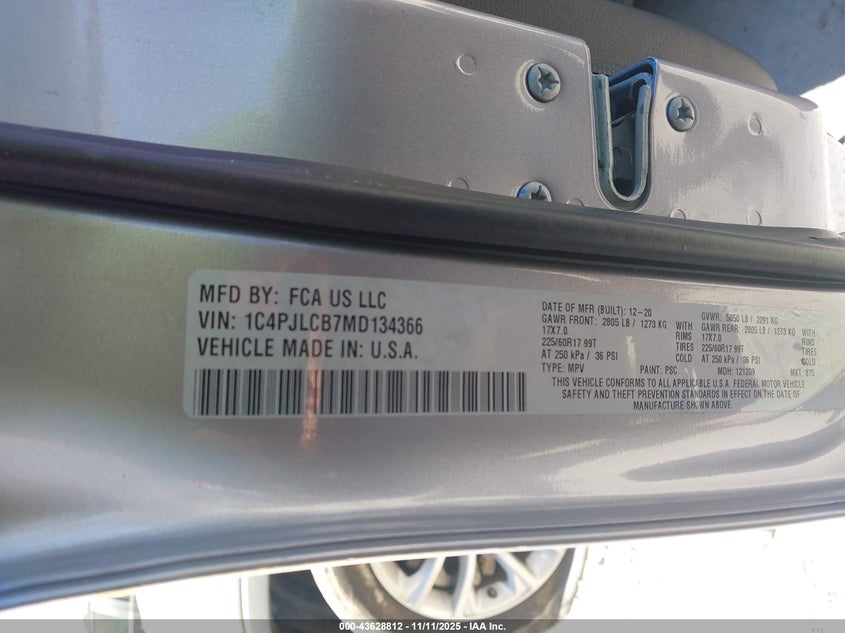 MFD BY: FCA US LLC
VIN: 1C4PJLCB7MD134366
VEHICLE MADE IN: U.S.A.
DATE OF MFR (BUILT): 12-20 GVWR: 5050 LB / 2291 KG
GAWR FRONT: 2805 LB / 1273 KG WITH GAWR REAR: 2805 LB / 1273 KG WITH
17X7.0 RIMS 17X7.0 RIMS
225/60R17 99T TIRES 225/60R17 99T TIRES
AT 250 kPa / 36 PSI COLD AT 250 kPa / 36 PSI COLD
TYPE: MPV PAINT: PSC MDH: 121209 MKT: 875
THIS VEHICLE CONFORMS TO ALL APPLICABLE U.S.A. FEDERAL MOTOR VEHICLE
SAFETY AND THEFT PREVENTION STANDARDS IN EFFECT ON THE DATE OF
MANUFACTURE SHOWN ABOVE.
000-43628812 - 11/11/2025 - IAA Inc.